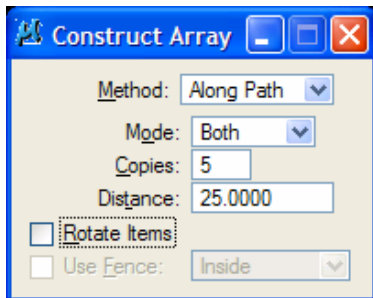 Construct Array
Method: Along Path
Mode: Both
Copies: 5
Distance: 25.0000
Rotate Items
Use Fence: Inside